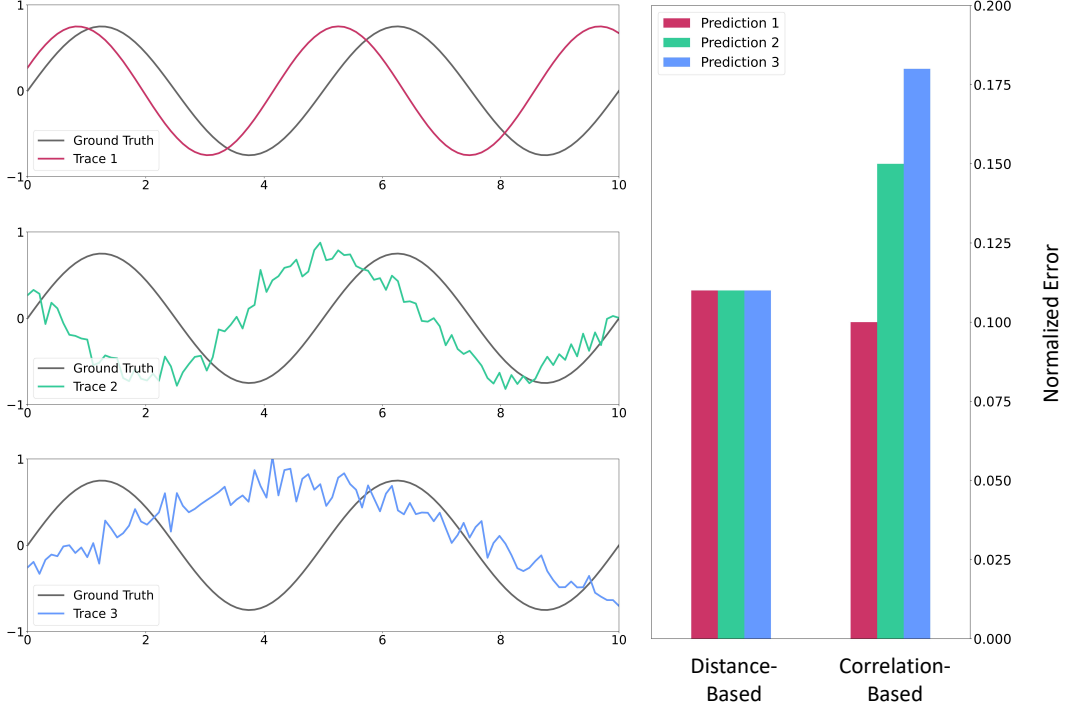 1
0
−1
Ground Truth
Trace 1
0
2
4
6
8
10
1
0
−1
Ground Truth
Trace 2
0
2
4
6
8
10
1
0
−1
Ground Truth
Trace 3
0
2
4
6
8
10
Prediction 1
Prediction 2
Prediction 3
0.200
0.175
0.150
0.125
0.100
0.075
0.050
0.025
0.000
Normalized Error
Distance-
Based
Correlation-
Based